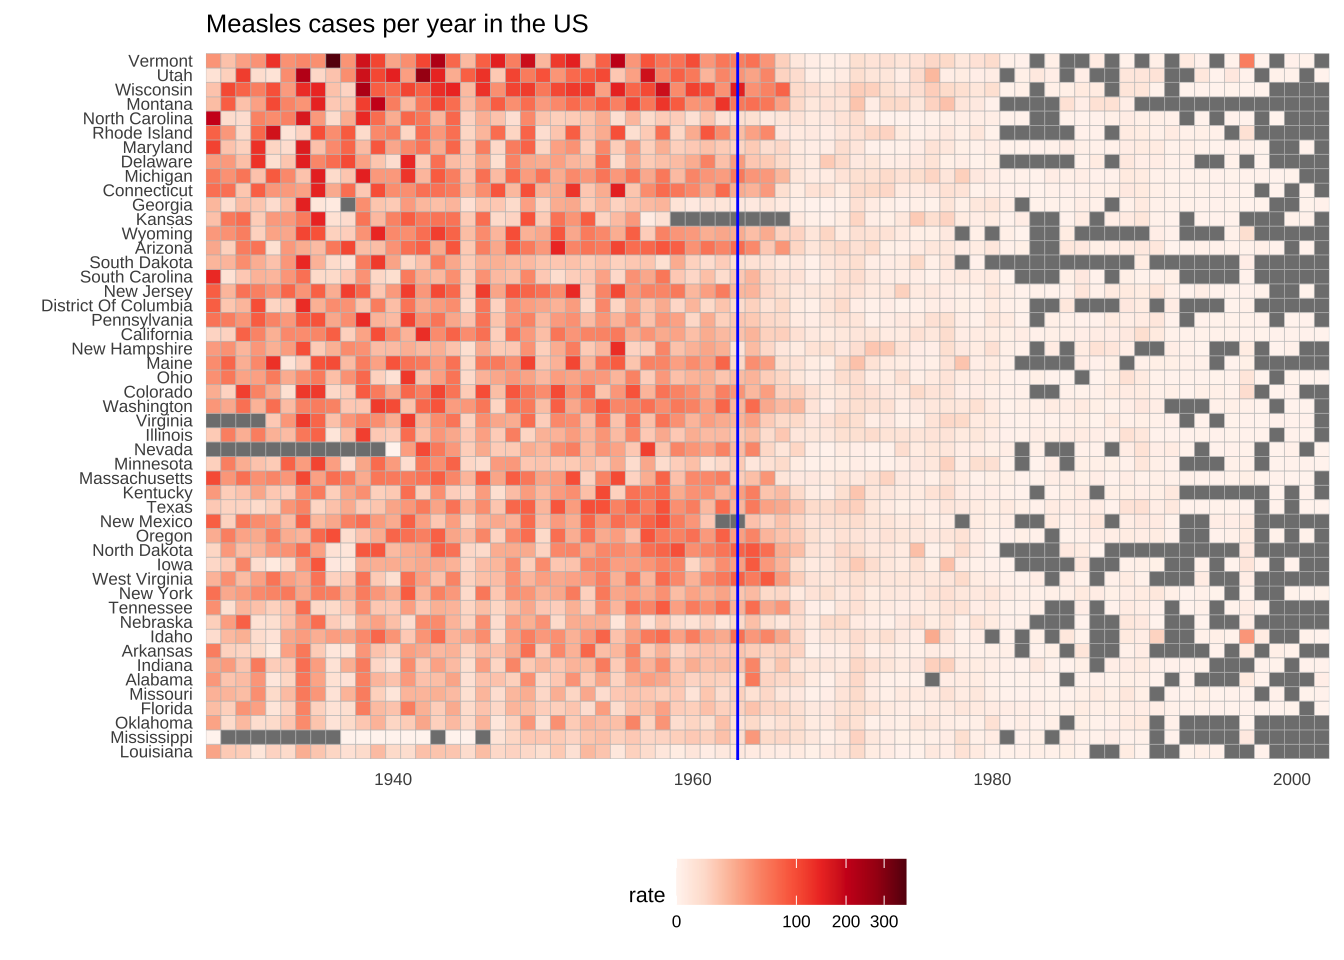 Measles cases per year in the US
Vermont
Utah
Wisconsin
Montana
North Carolina
Rhode Island
Maryland
Delaware
Michigan
Connecticut
Georgia
Kansas
Wyoming
Arizona
South Dakota
South Carolina
New Jersey
District Of Columbia
Pennsylvania
California
New Hampshire
Maine
Ohio
Colorado
Washington
Virginia
Illinois
Nevada
Minnesota
Massachusetts
Kentucky
Texas
New Mexico
Oregon
North Dakota
Iowa
West Virginia
New York
Tennessee
Nebraska
Idaho
Arkansas
Indiana
Alabama
Missouri
Florida
Oklahoma
Mississippi
Louisiana
1940 1960 1980 2000
rate
0 100 200 300